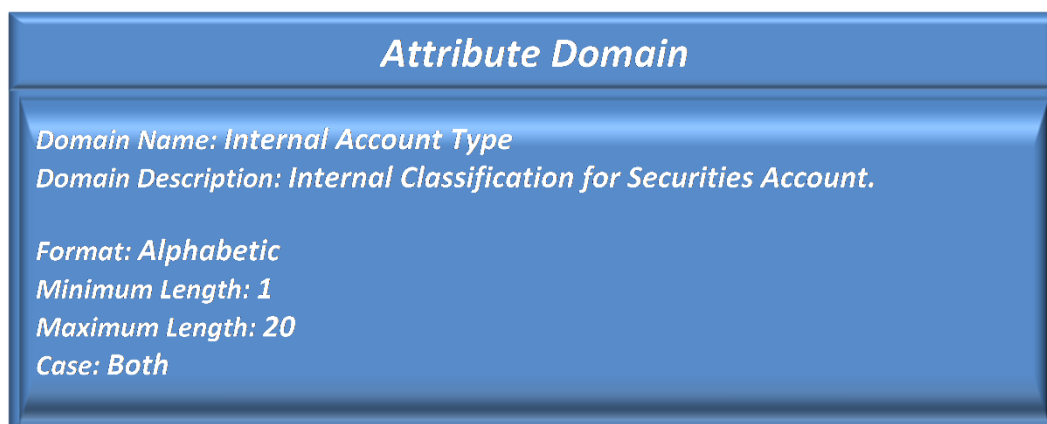 Attribute Domain
Domain Name: Internal Account Type
Domain Description: Internal Classification for Securities Account.
Format: Alphabetic
Minimum Length: 1
Maximum Length: 20
Case: Both